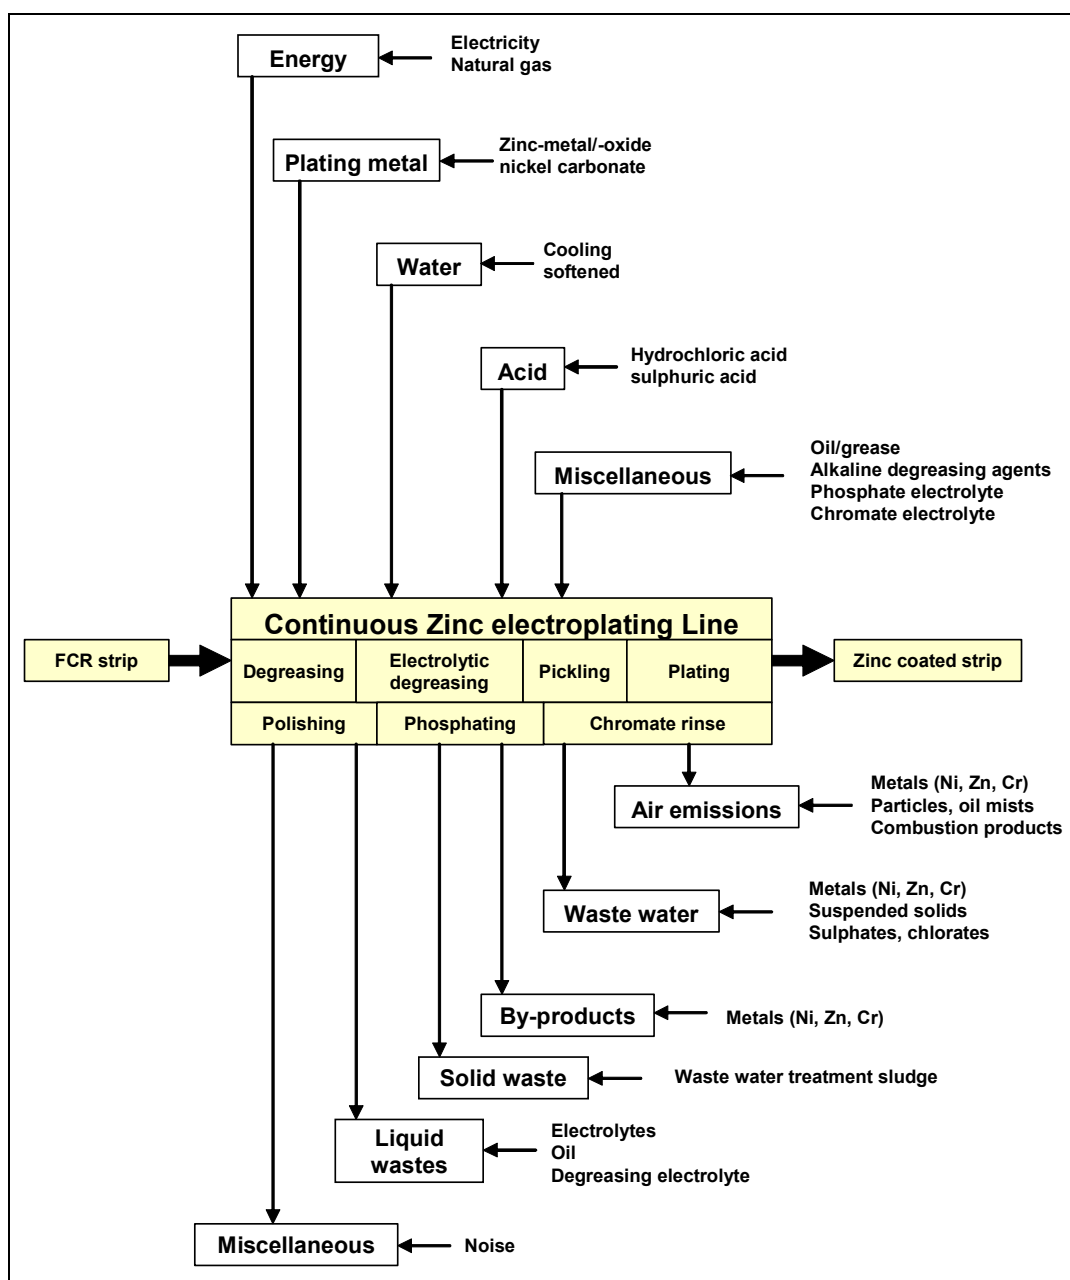 Energy
Electricity
Natural gas
Plating metal
Zinc-metal/-oxide
nickel carbonate
Water
Cooling
softened
Acid
Hydrochloric acid
sulphuric acid
Miscellaneous
Oil/grease
Alkaline degreasing agents
Phosphate electrolyte
Chromate electrolyte
Continuous Zinc electroplating Line
FCR strip
Degreasing
Electrolytic
degreasing
Pickling
Plating
Zinc coated strip
Polishing
Phosphating
Chromate rinse
Air emissions
Metals (Ni, Zn, Cr)
Particles, oil mists
Combustion products
Waste water
Metals (Ni, Zn, Cr)
Suspended solids
Sulphates, chlorates
By-products
Metals (Ni, Zn, Cr)
Solid waste
Waste water treatment sludge
Liquid
wastes
Electrolytes
Oil
Degreasing electrolyte
Miscellaneous
Noise